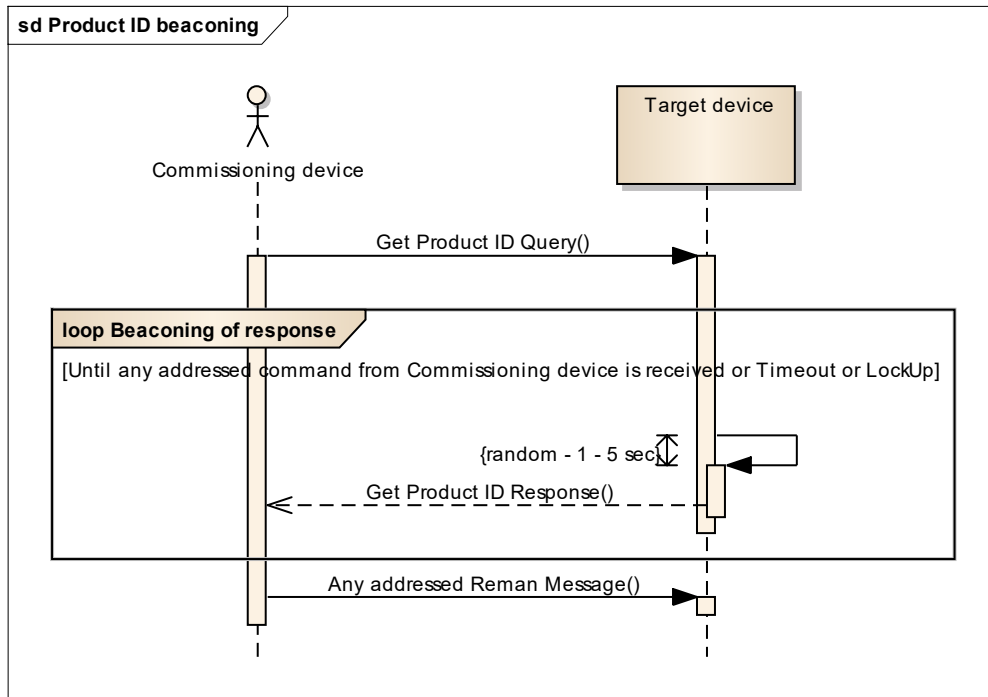 sd Product ID beaconing
Target device
Commissioning device
Get Product ID Query()
loop Beaconing of response
[Until any addressed command from Commissioning device is received or Timeout or LockUp]
{random - 1 - 5 sec}
Get Product ID Response()
Any addressed Reman Message()